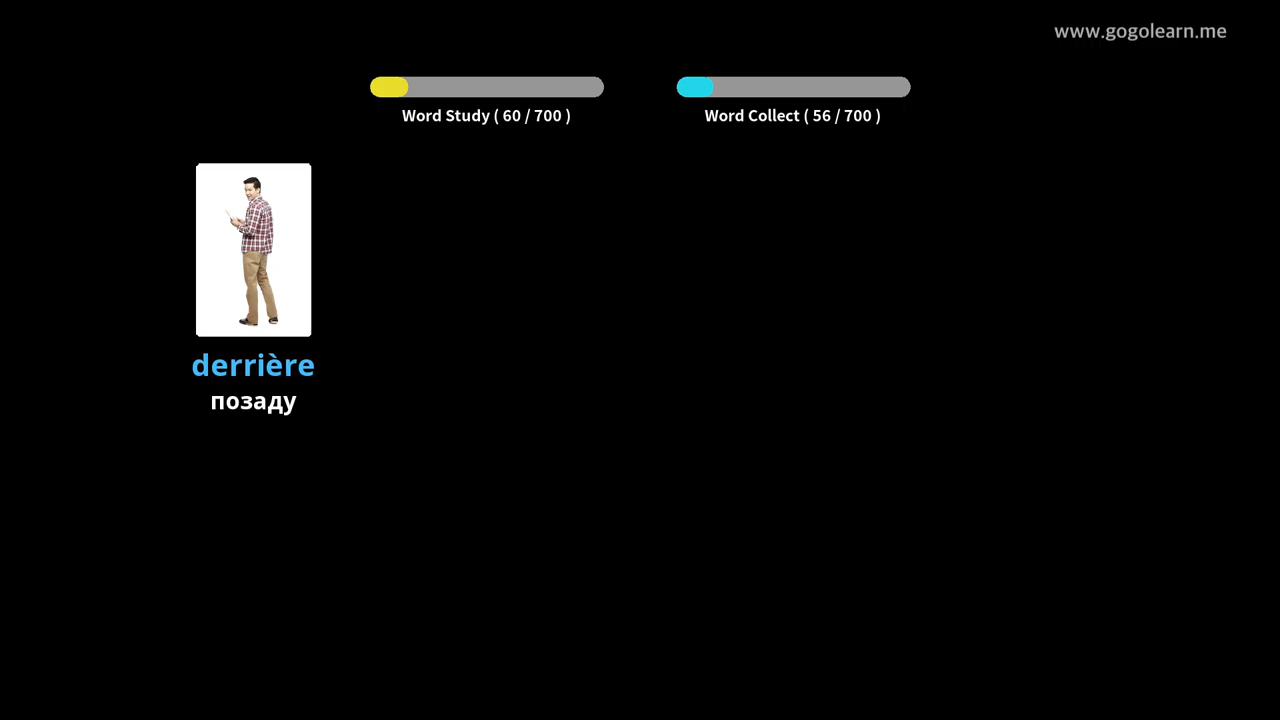 www.gogolearn.me
Word Study ( 60 / 700 )
Word Collect ( 56 / 700 )
derrière
позаду